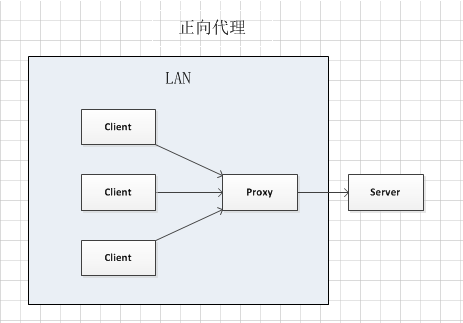 正向代理
LAN
Client
Client
Proxy
Server
Client